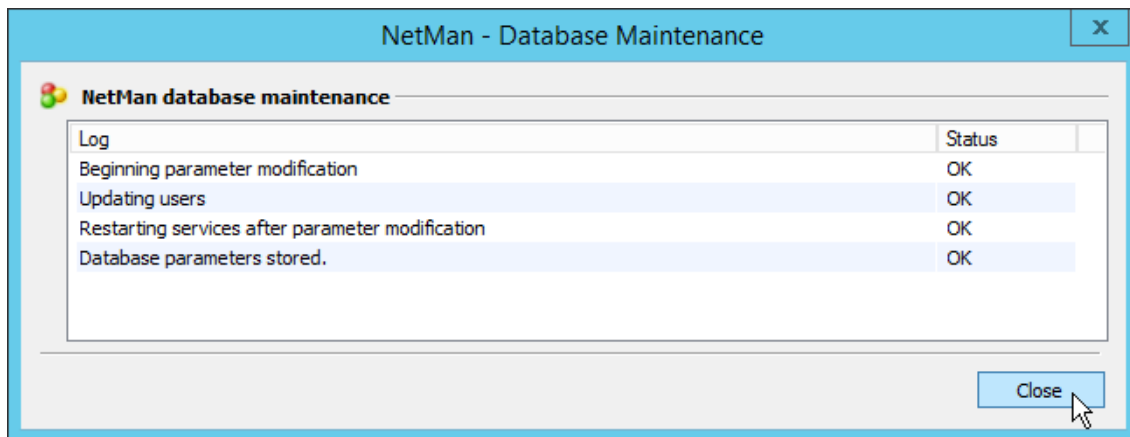 NetMan - Database Maintenance
x
NetMan database maintenance
Log Status
Beginning parameter modification OK
Updating users OK
Restarting services after parameter modification OK
Database parameters stored. OK
Close